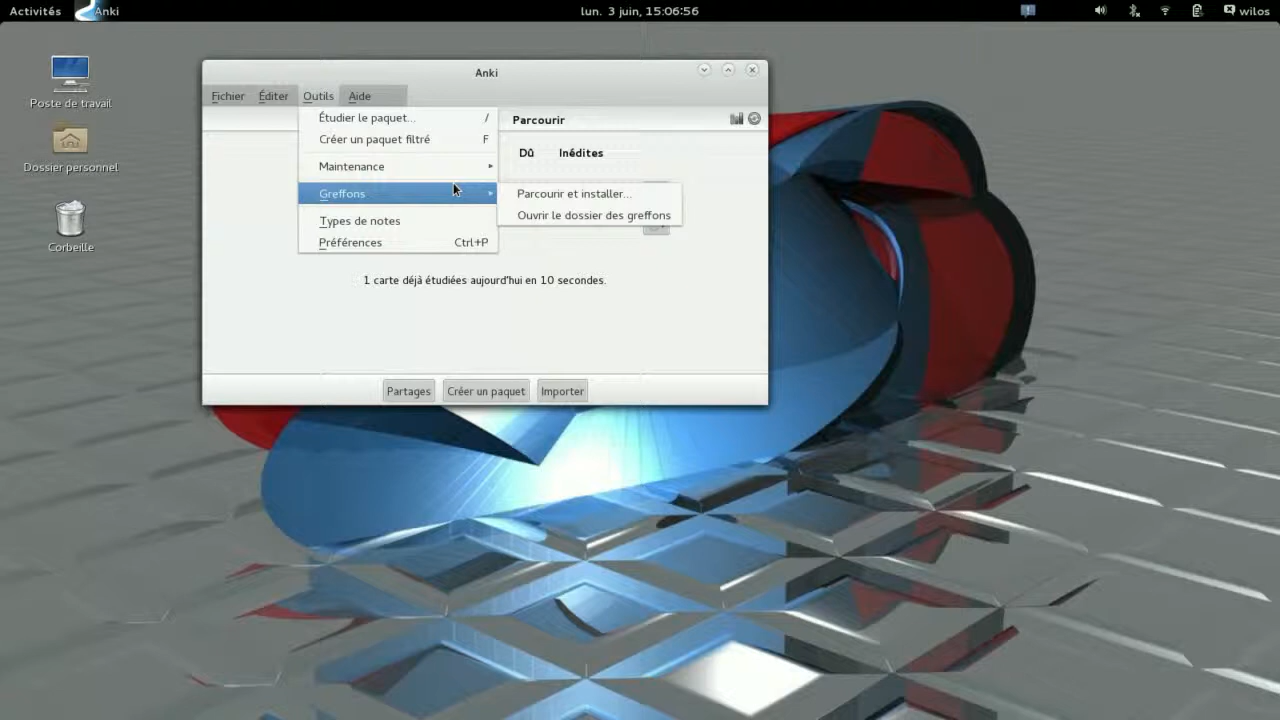 Activités Anki lun. 3 juin, 15:06:56 wilos
Poste de travail
Dossier personnel
Corbeille
Anki
Fichier Éditer Outils Aide
Étudier le paquet... /
Créer un paquet filtré F
Maintenance
Greffons
Types de notes
Préférences Ctrl+P
Parcourir et installer...
Ouvrir le dossier des greffons
Parcourir
Dû Inédites
1 carte déjà étudiées aujourd'hui en 10 secondes.
Partages Créer un paquet Importer